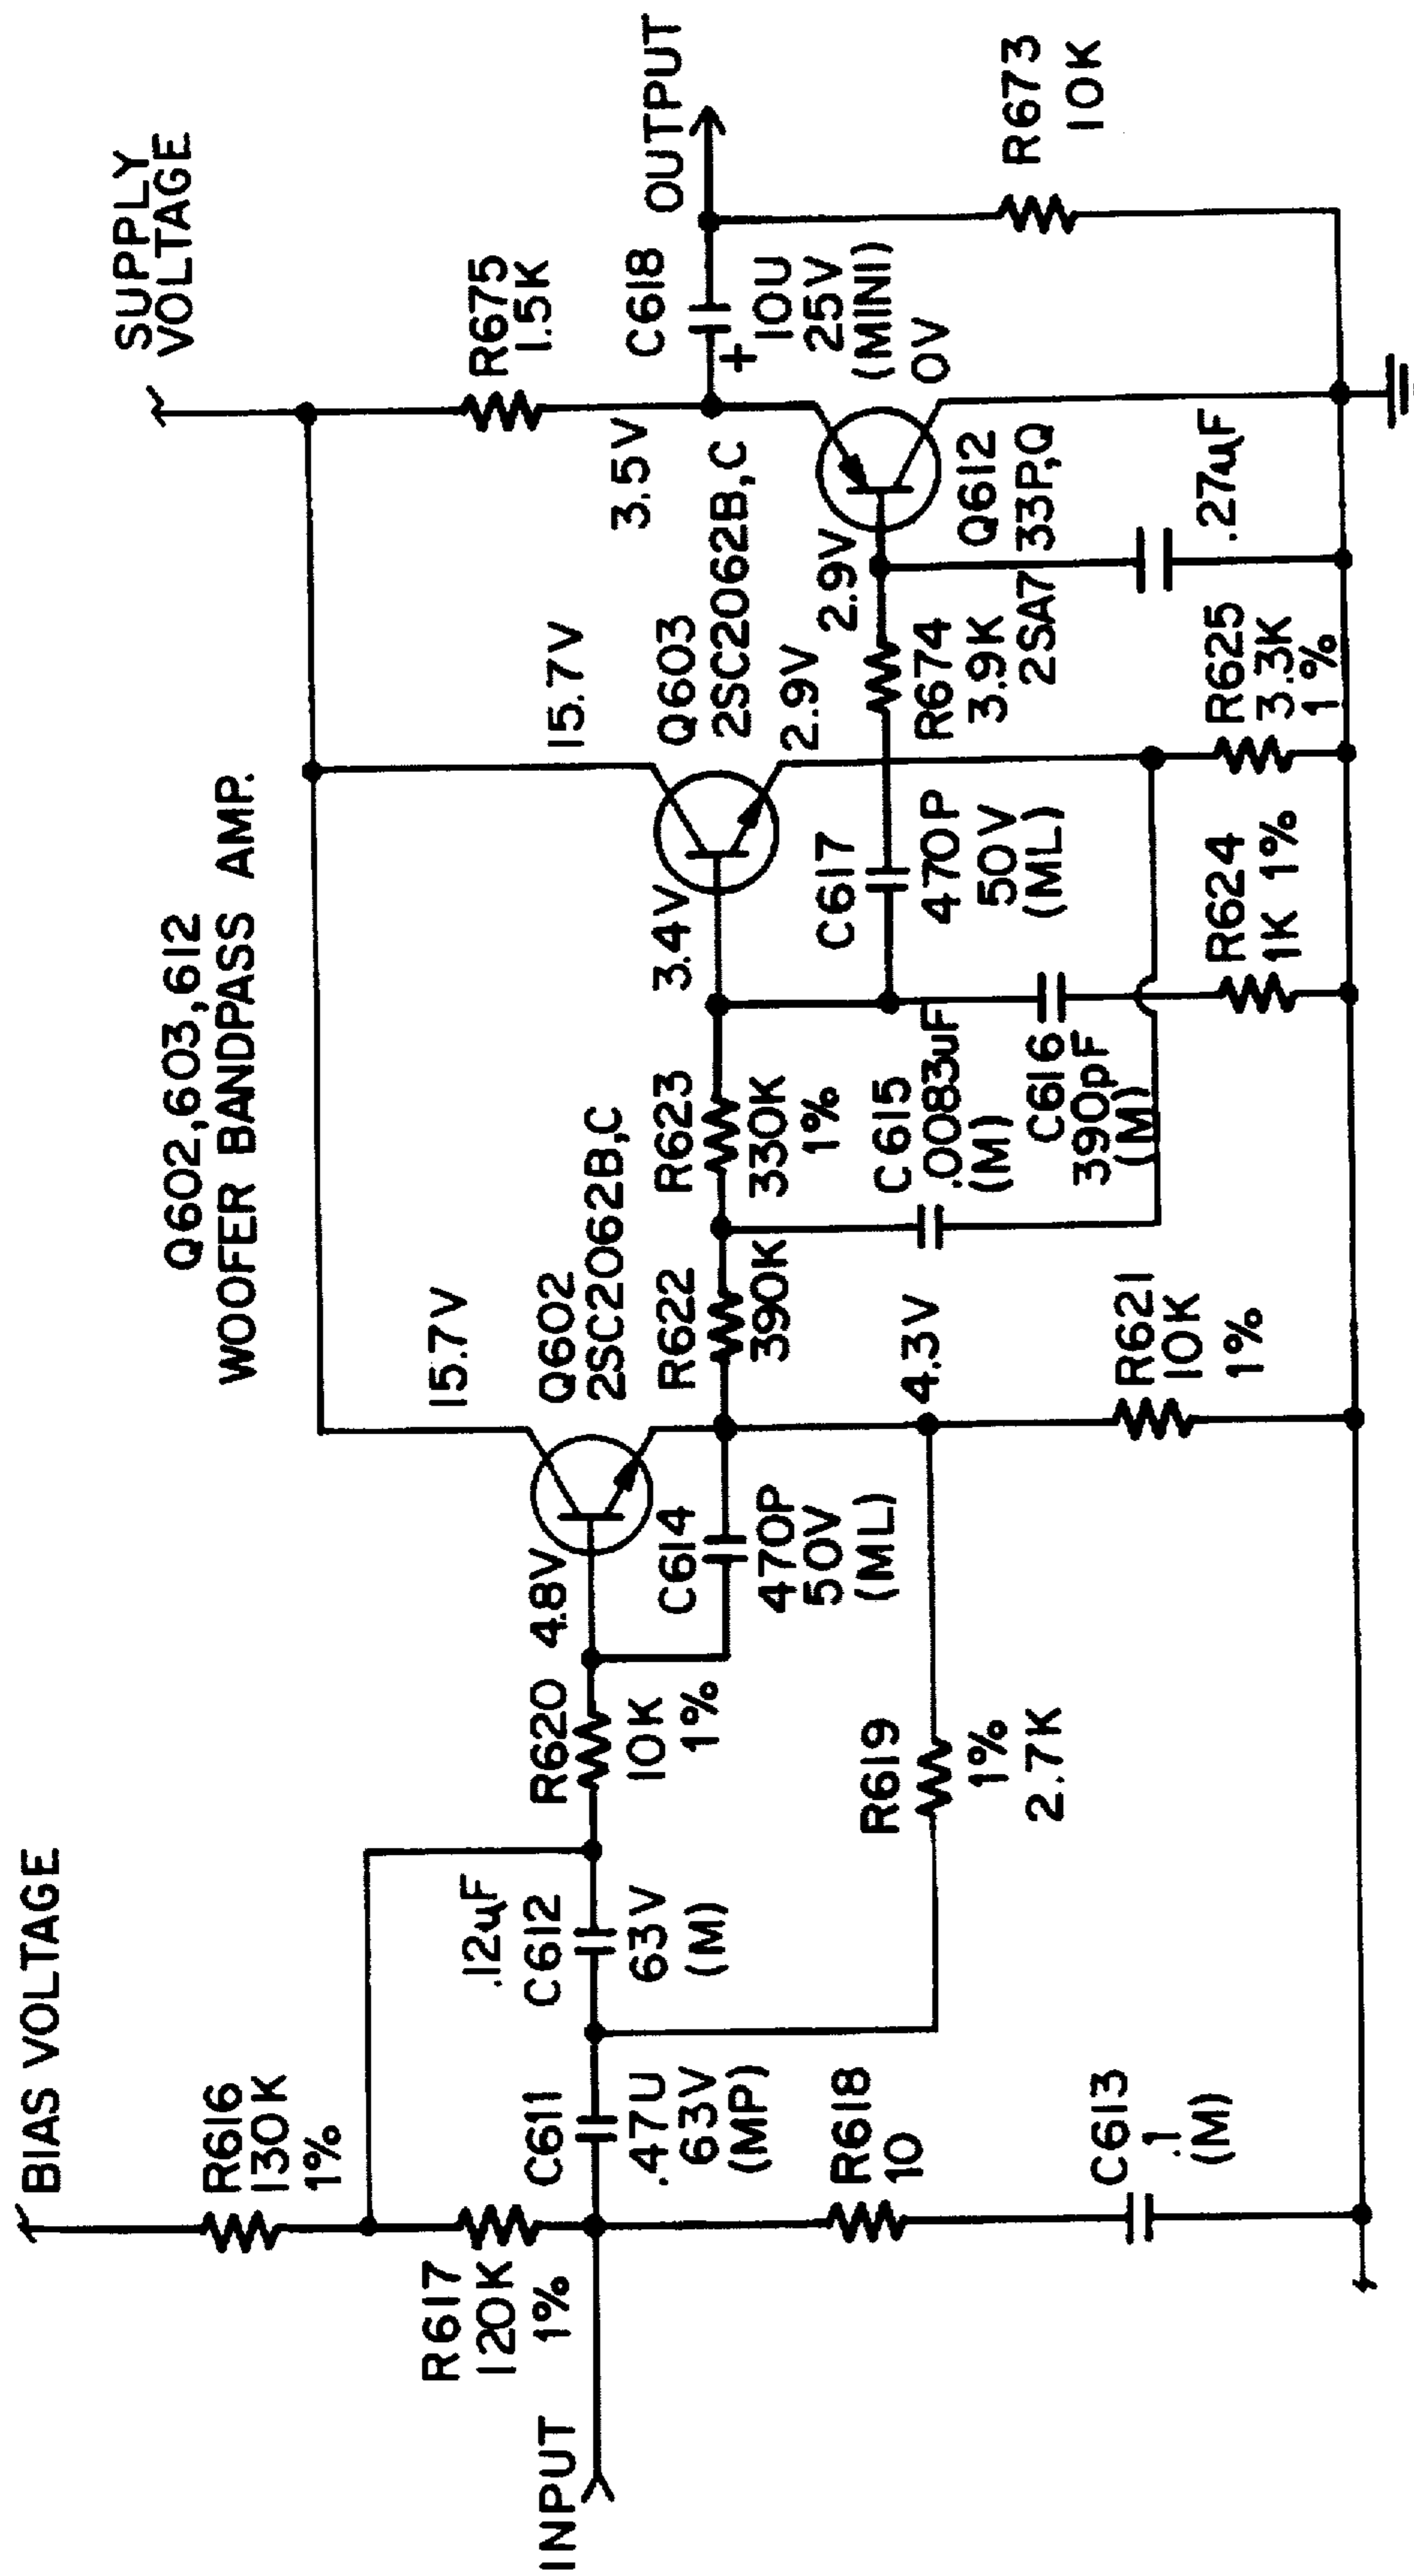 Q602,603,612
WOOFER BANDPASS AMP.
BIAS VOLTAGE
SUPPLY
VOLTAGE
R616
130K
1%
R617
120K
1%
INPUT
C611
.47U
63V
(MP)
R618
10
C613
.1
(M)
.12uF
C612
63V
(M)
R620
10K
1%
R619
1%
2.7K
4.8V
C614
470P
50V
(ML)
15.7V
Q602
2SC2062B,C
R622
390K
4.3V
R621
10K
1%
R623
330K
1%
C615
.0083uF
(M)
C616
390pF
(M)
3.4V
15.7V
Q603
2SC2062B,C
2.9V
C617
470P
50V
(ML)
R624
1K 1%
R674
3.9K
R625
3.3K
1%
2.9V
Q612
2SA733P,Q
.27uF
3.5V
R675
1.5K
C618
+
10U
25V
(MINI)
0V
OUTPUT
R673
10K